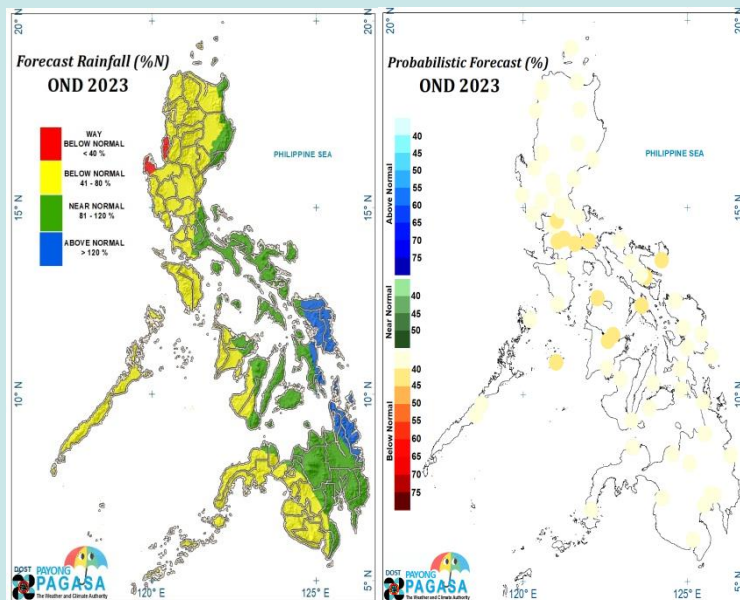 20° N
Forecast Rainfall (%N)
OND 2023
WAY
BELOW NORMAL
< 40 %
BELOW NORMAL
41 - 80 %
NEAR NORMAL
81 - 120 %
ABOVE NORMAL
> 120 %
PHILIPPINE SEA
15° N
10° N
5° N
120° E
125° E
DOST
PAYONG
PAGASA
The Weather and Climate Authority
20° N
Probabilistic Forecast (%)
OND 2023
PHILIPPINE SEA
Above Normal
40
45
50
55
60
65
70
75
Near Normal
40
45
50
Below Normal
40
45
50
55
60
65
70
75
15° N
10° N
5° N
120° E
125° E
DOST
PAYONG
PAGASA
The Weather and Climate Authority